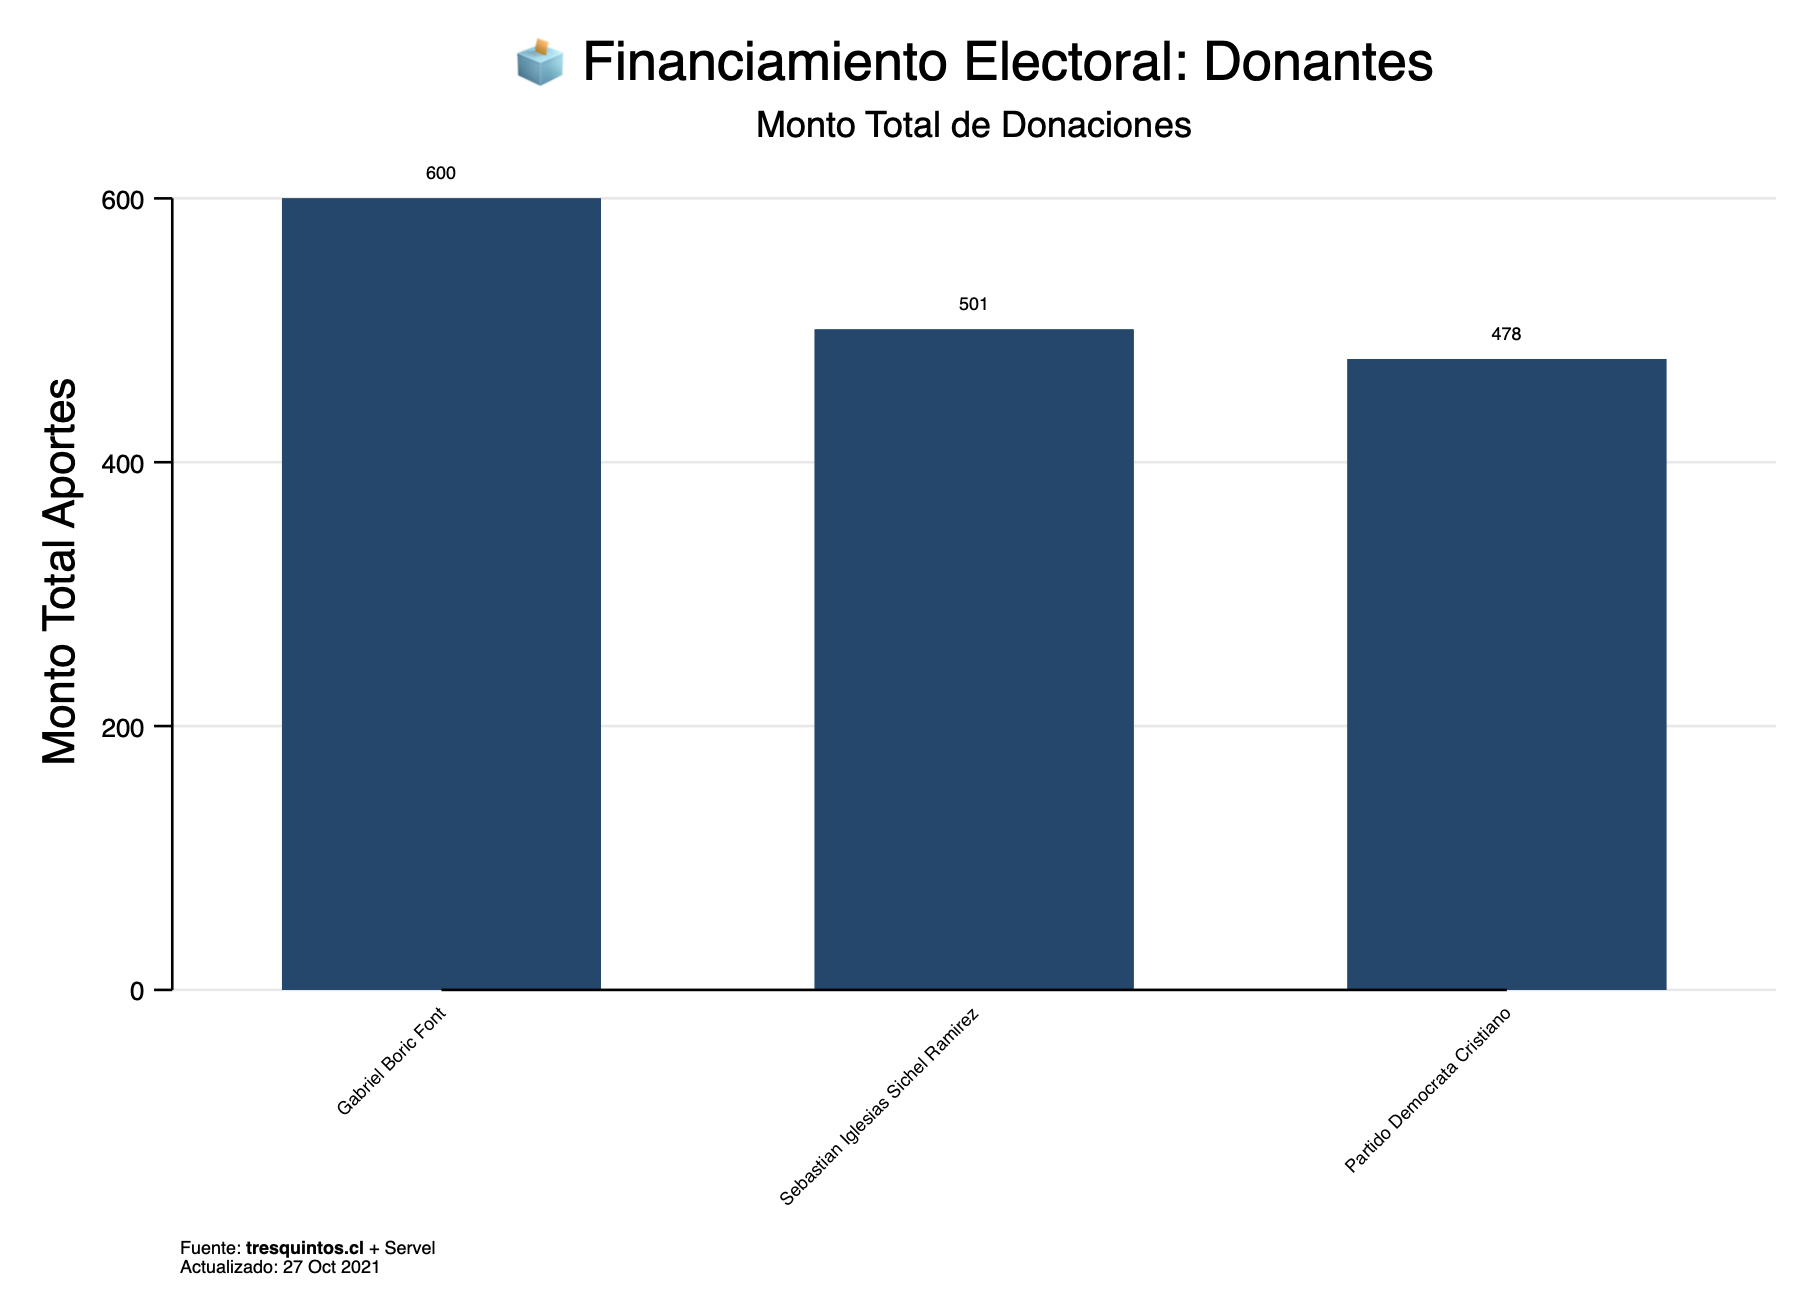 Financiamiento Electoral: Donantes
Monto Total de Donaciones
Monto Total Aportes
600
400
200
0
600
501
478
Gabriel Boric Font
Sebastian Iglesias Sichel Ramirez
Partido Democrata Cristiano
Fuente: tresquintos.cl + Servel
Actualizado: 27 Oct 2021